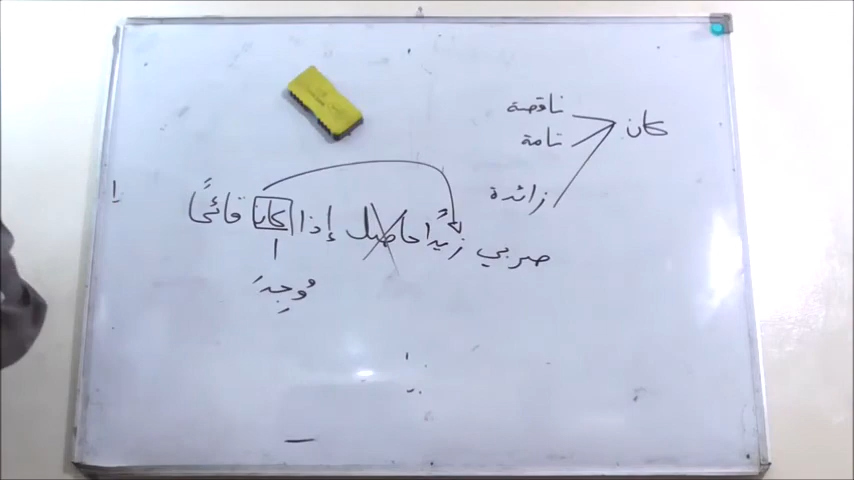 كان
ناقصة
تامة
زائدة
ضربي زيدًا حاصل إذا كان قائمًا
وُجِدَ